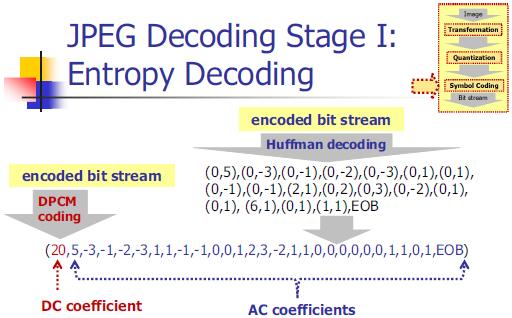 JPEG Decoding Stage I:
Entropy Decoding
Image
Transformation
Quantization
Symbol Coding
Bit stream
encoded bit stream
Huffman decoding
(0,5),(0,-3),(0,-1),(0,-2),(0,-3),(0,1),(0,1),
(0,-1),(0,-1),(2,1),(0,2),(0,3),(0,-2),(0,1),
(0,1), (6,1),(0,1),(1,1),EOB
encoded bit stream
DPCM
coding
(20,5,-3,-1,-2,-3,1,1,-1,-1,0,0,1,2,3,-2,1,1,0,0,0,0,0,0,1,1,0,1,EOB)
DC coefficient
AC coefficients